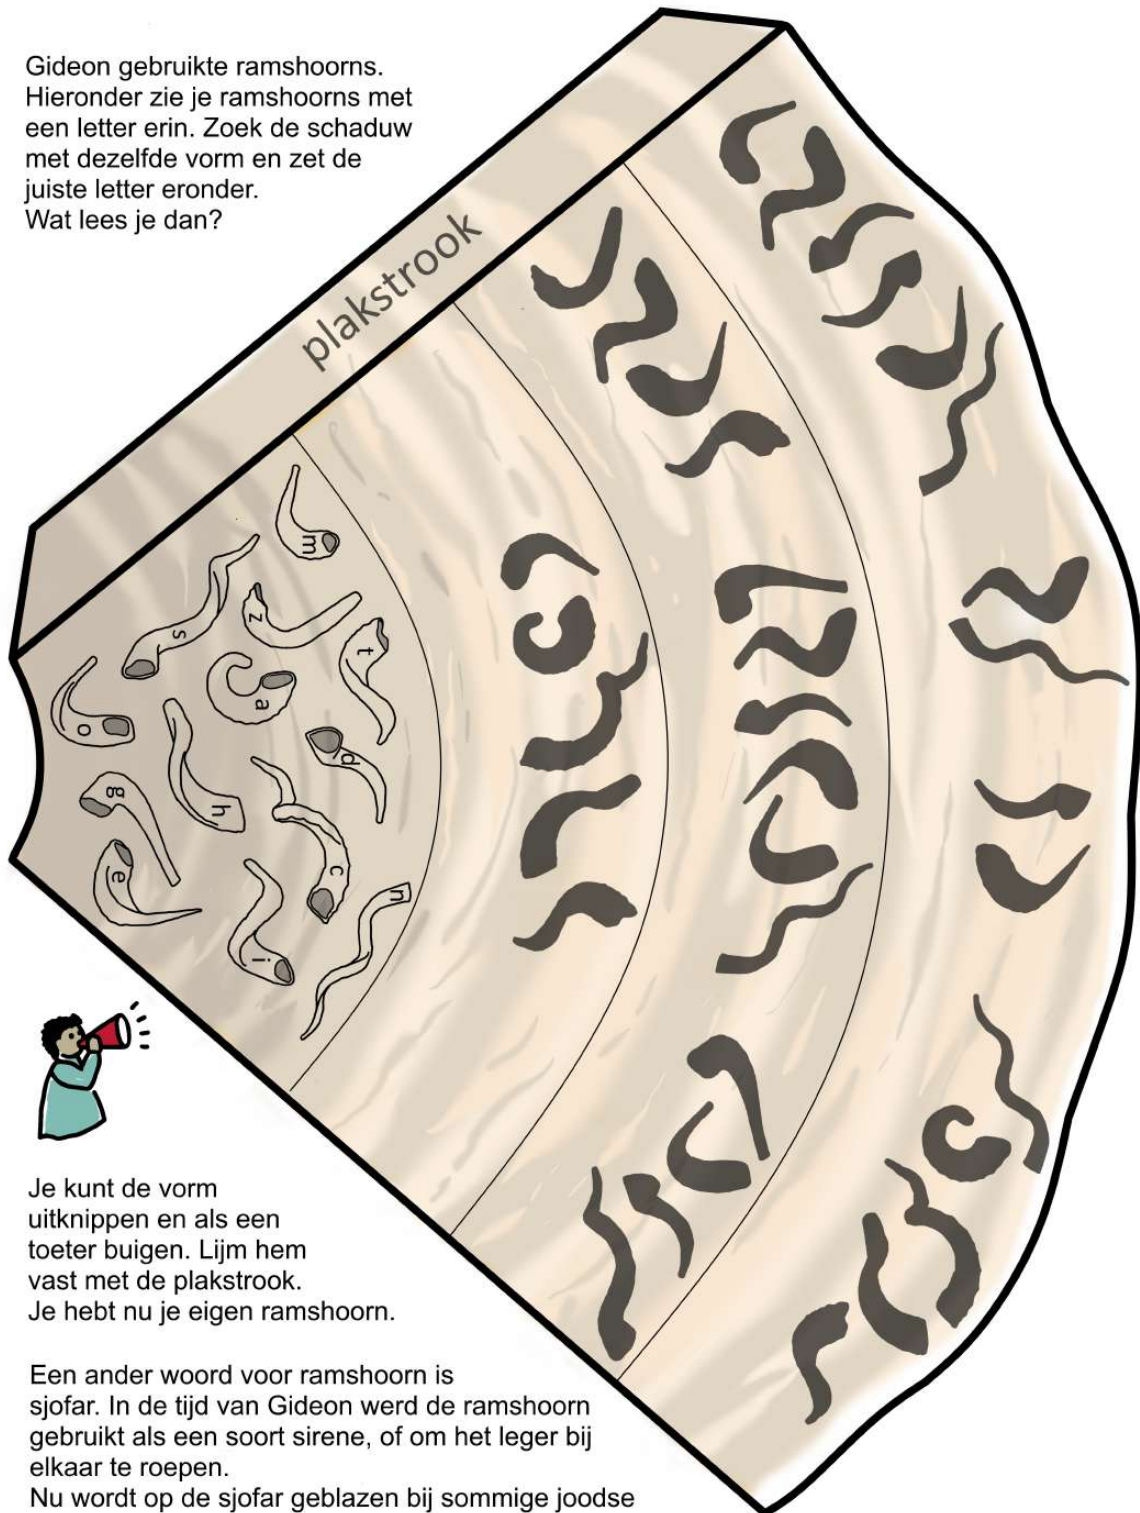 Gideon gebruikte ramshoorns.
Hieronder zie je ramshoorns met
een letter erin. Zoek de schaduw
met dezelfde vorm en zet de
juiste letter eronder.
Wat lees je dan?
plakstrook
m
s
z
t
a
o
d
h
g
c
e
i
n
Je kunt de vorm
uitknippen en als een
toeter buigen. Lijm hem
vast met de plakstrook.
Je hebt nu je eigen ramshoorn.
Een ander woord voor ramshoorn is
sjofar. In de tijd van Gideon werd de ramshoorn
gebruikt als een soort sirene, of om het leger bij
elkaar te roepen.
Nu wordt op de sjofar geblazen bij sommige joodse